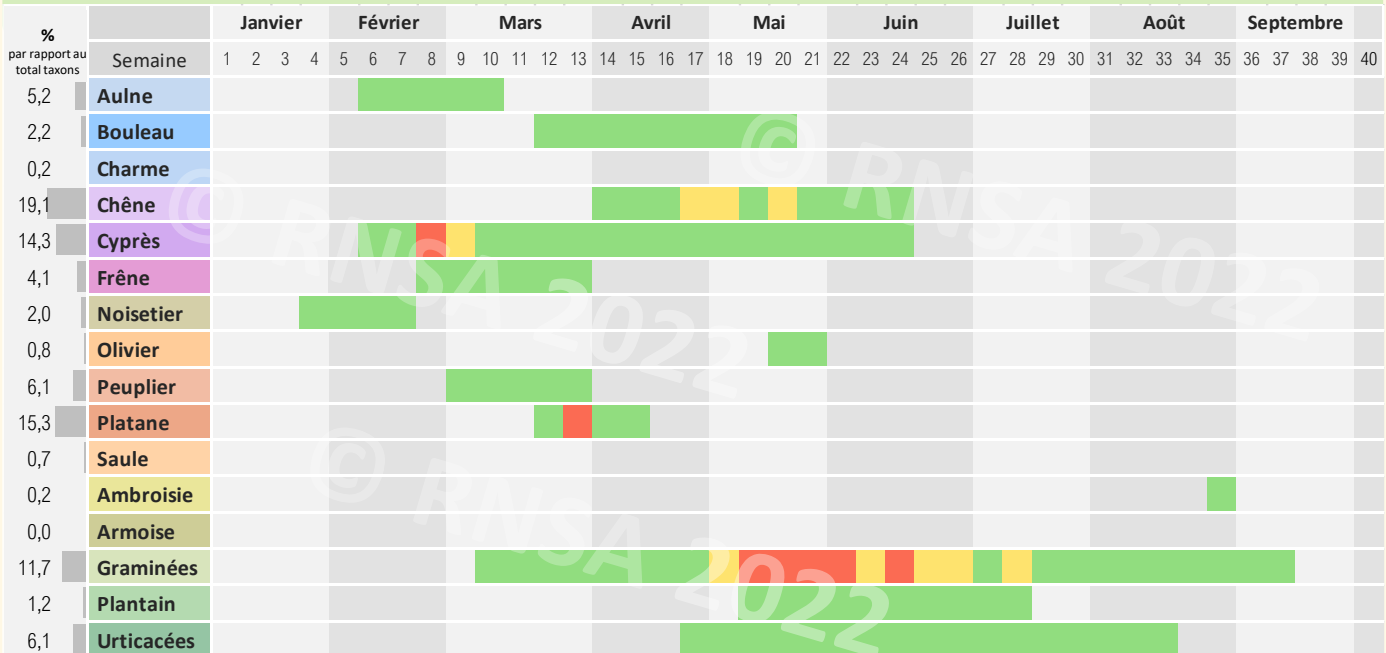 Janvier Février Mars Avril Mai Juin Juillet Août Septembre
%
par rapport au
total taxons
Semaine 1 2 3 4 5 6 7 8 9 10 11 12 13 14 15 16 17 18 19 20 21 22 23 24 25 26 27 28 29 30 31 32 33 34 35 36 37 38 39 40
5,2 Aulne
2,2 Bouleau
0,2 Charme
19,1 Chêne
14,3 Cyprès
4,1 Frêne
2,0 Noisetier
0,8 Olivier
6,1 Peuplier
15,3 Platane
0,7 Saule
0,2 Ambroisie
0,0 Armoise
11,7 Graminées
1,2 Plantain
6,1 Urticacées
© RNSA 2022
© RNSA 2022
© RNSA 2022